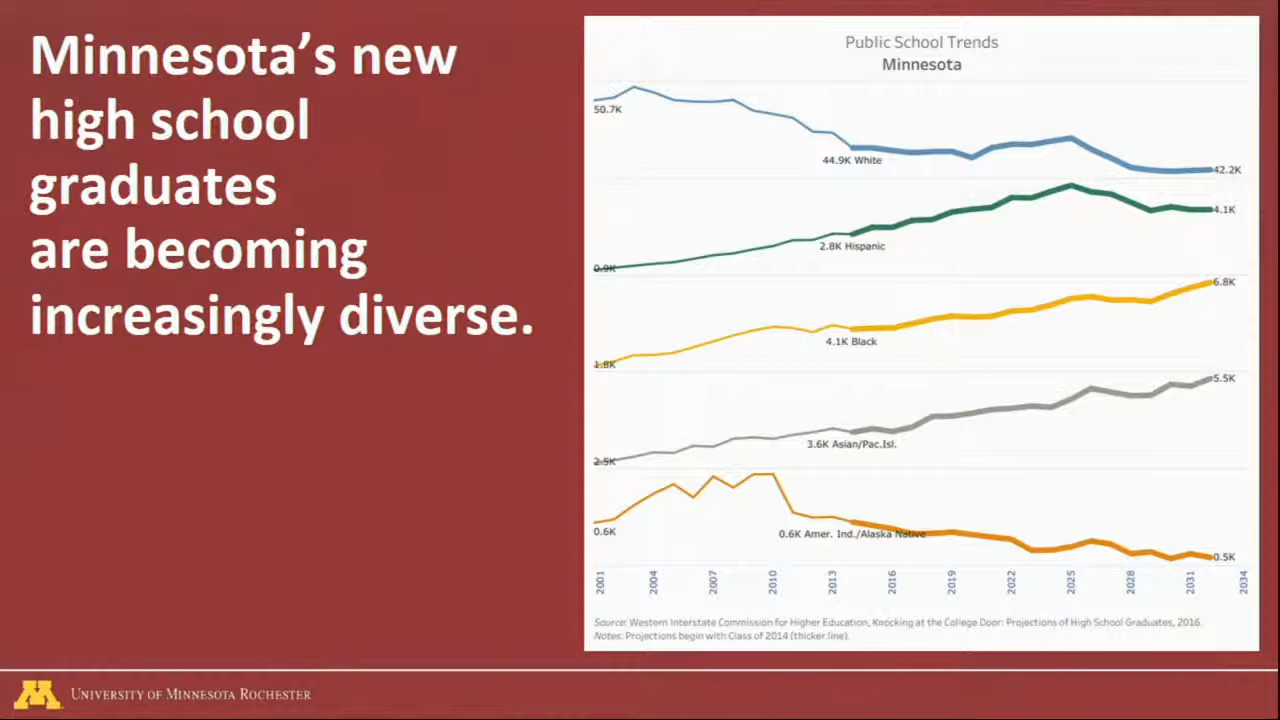 Minnesota’s new
high school
graduates
are becoming
increasingly diverse.
Public School Trends
Minnesota
50.7K
44.9K White
42.2K
4.1K
2.8K Hispanic
0.9K
6.8K
4.1K Black
1.8K
5.5K
3.6K Asian/Pac.Isl.
2.5K
0.6K
0.6K Amer. Ind./Alaska Native
0.5K
2001
2004
2007
2010
2013
2016
2019
2022
2025
2028
2031
2034
Source: Western Interstate Commission for Higher Education, Knocking at the College Door: Projections of High School Graduates, 2016.
Notes: Projections begin with Class of 2014 (thicker line).
M
University of Minnesota Rochester